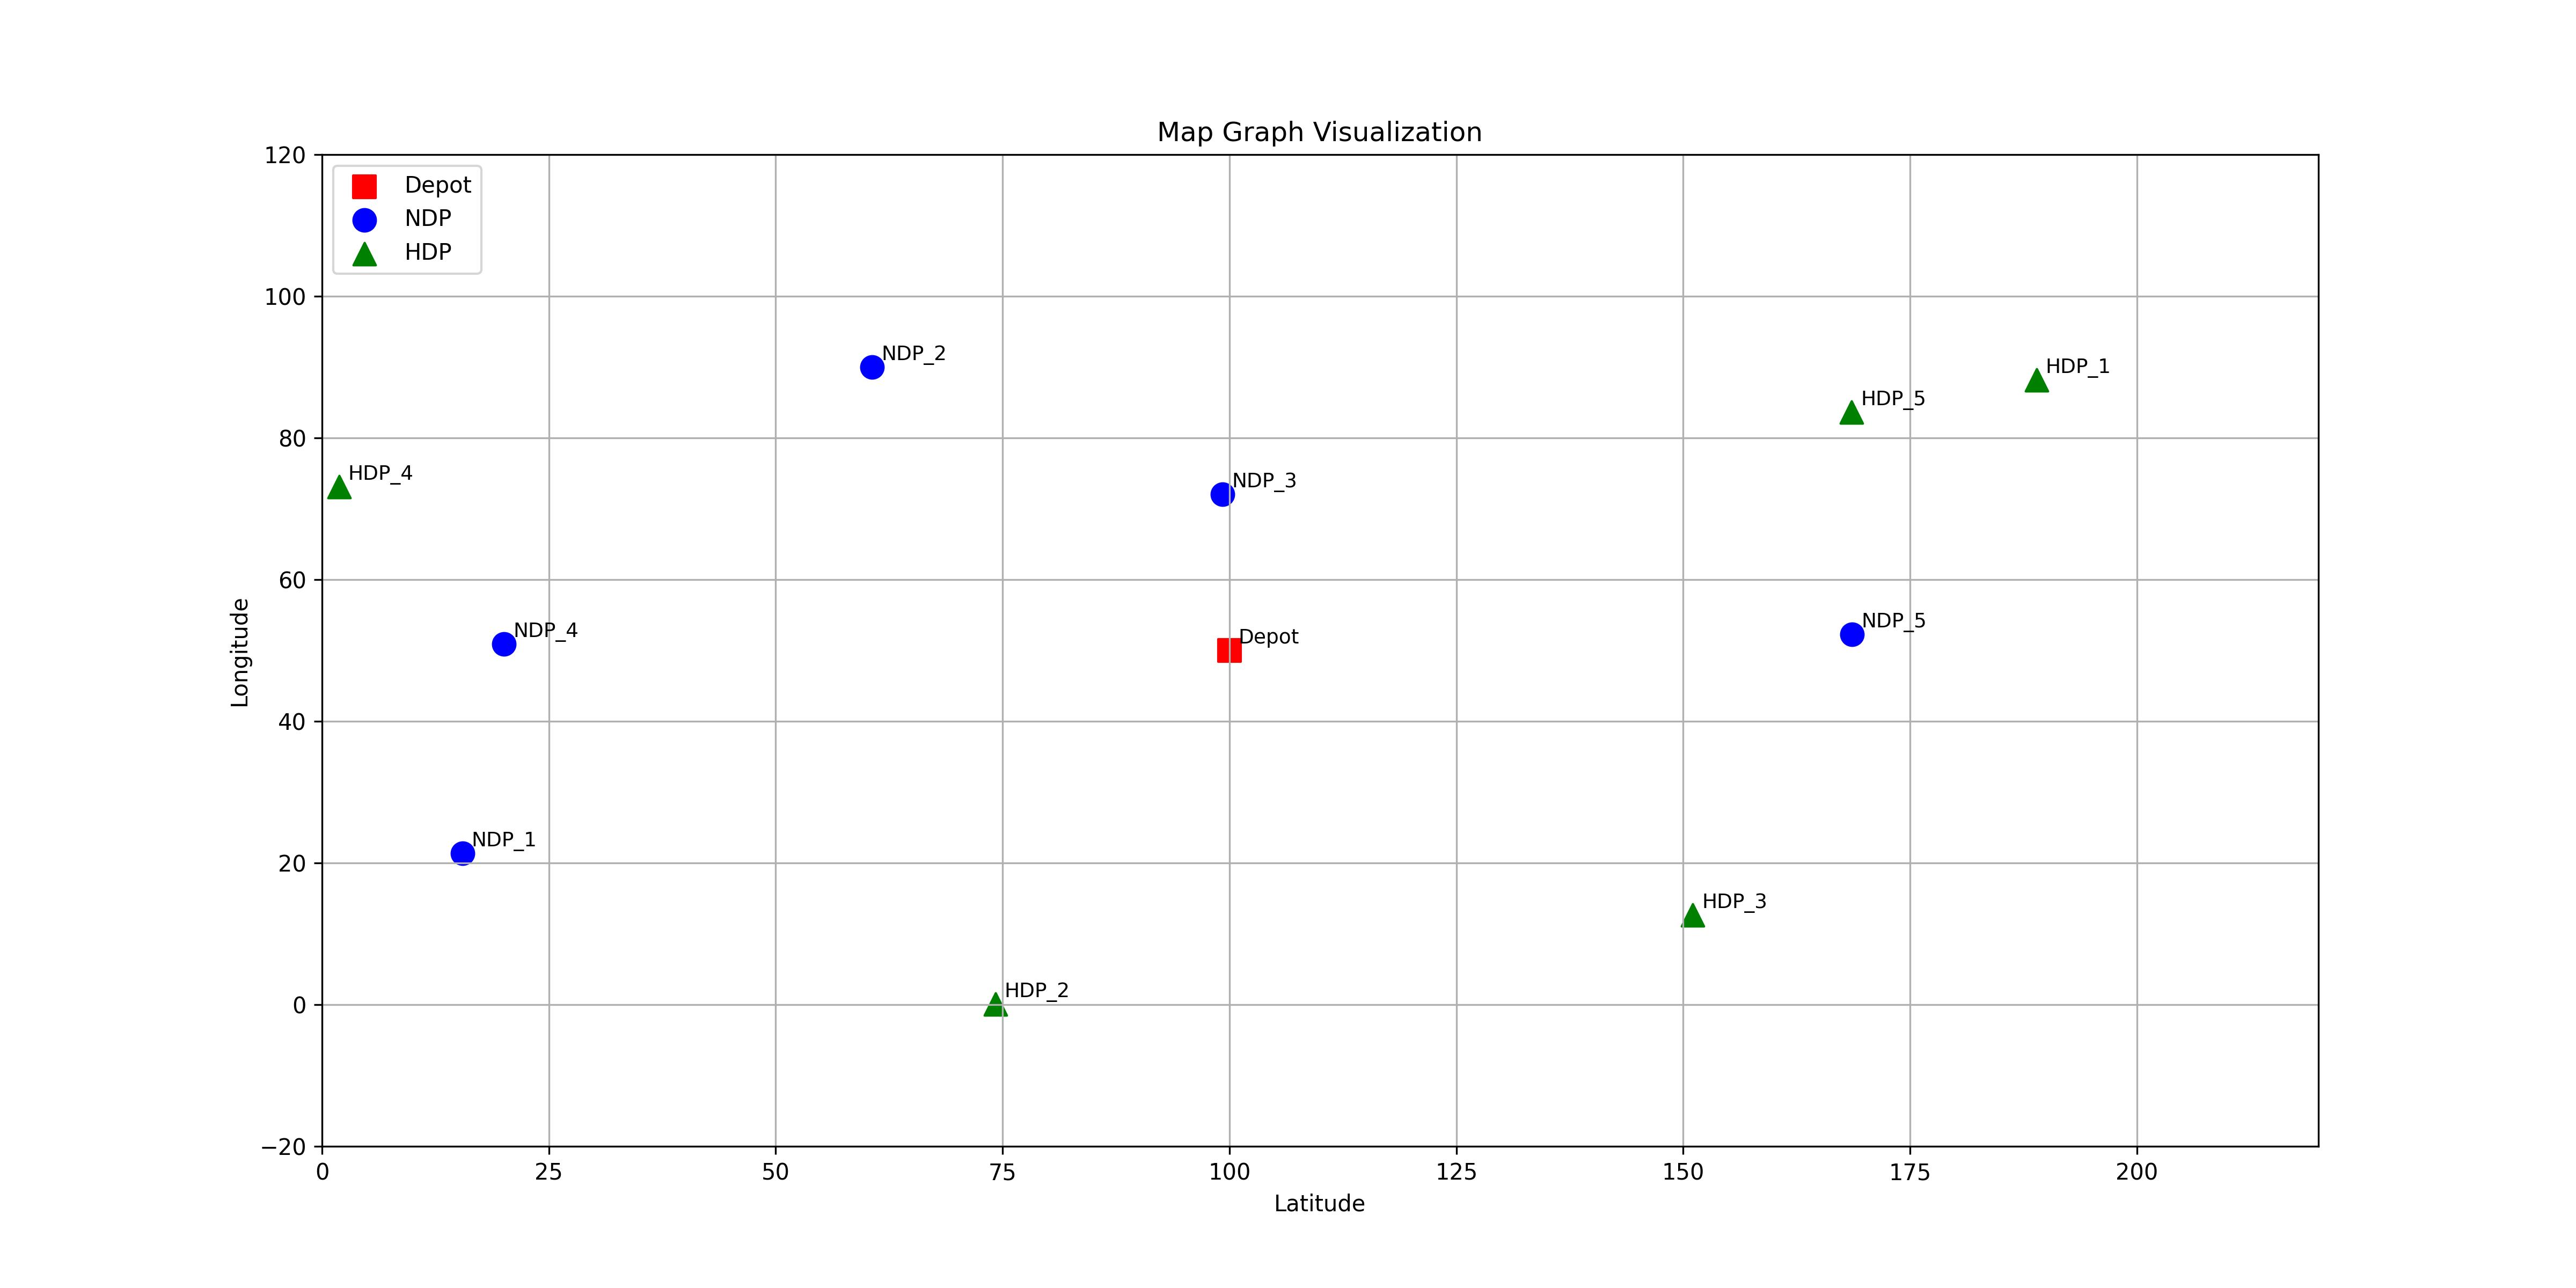 Map Graph Visualization
120
100
80
60
40
20
0
−20
Longitude
Depot
NDP
HDP
NDP_2
HDP_1
HDP_5
HDP_4
NDP_3
NDP_4
Depot
NDP_5
NDP_1
HDP_3
HDP_2
0 25 50 75 100 125 150 175 200
Latitude